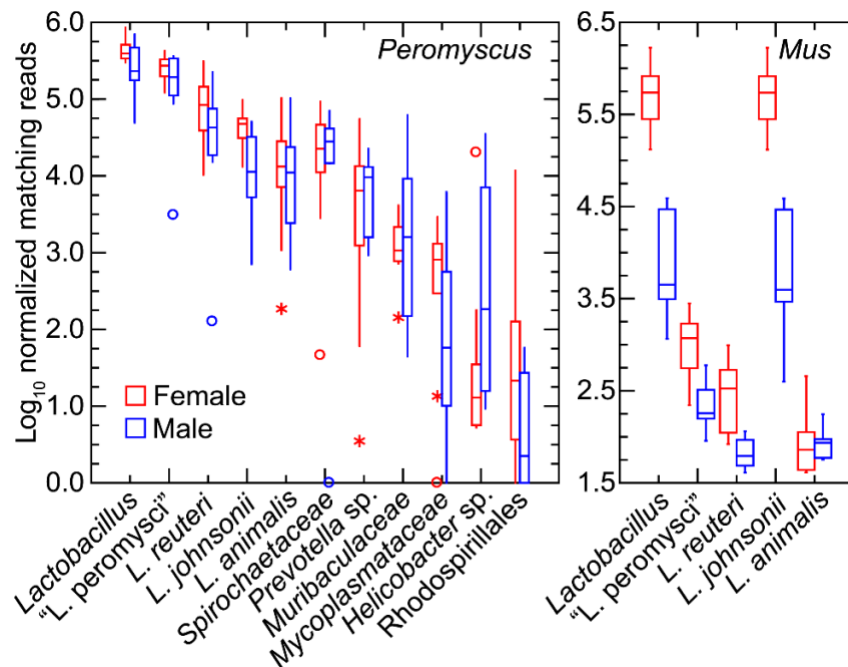 Log10 normalized matching reads
6.0
5.0
4.0
3.0
2.0
1.0
0.0
Peromyscus
Female
Male
Lactobacillus
“L. peromysci”
L. reuteri
L. johnsonii
L. animalis
Spirochaetaceae
Prevotella sp.
Muribaculaceae
Mycoplasmataceae
Helicobacter sp.
Rhodospirillales
6.5
5.5
4.5
3.5
2.5
1.5
Mus
Lactobacillus
“L. peromysci”
L. reuteri
L. johnsonii
L. animalis